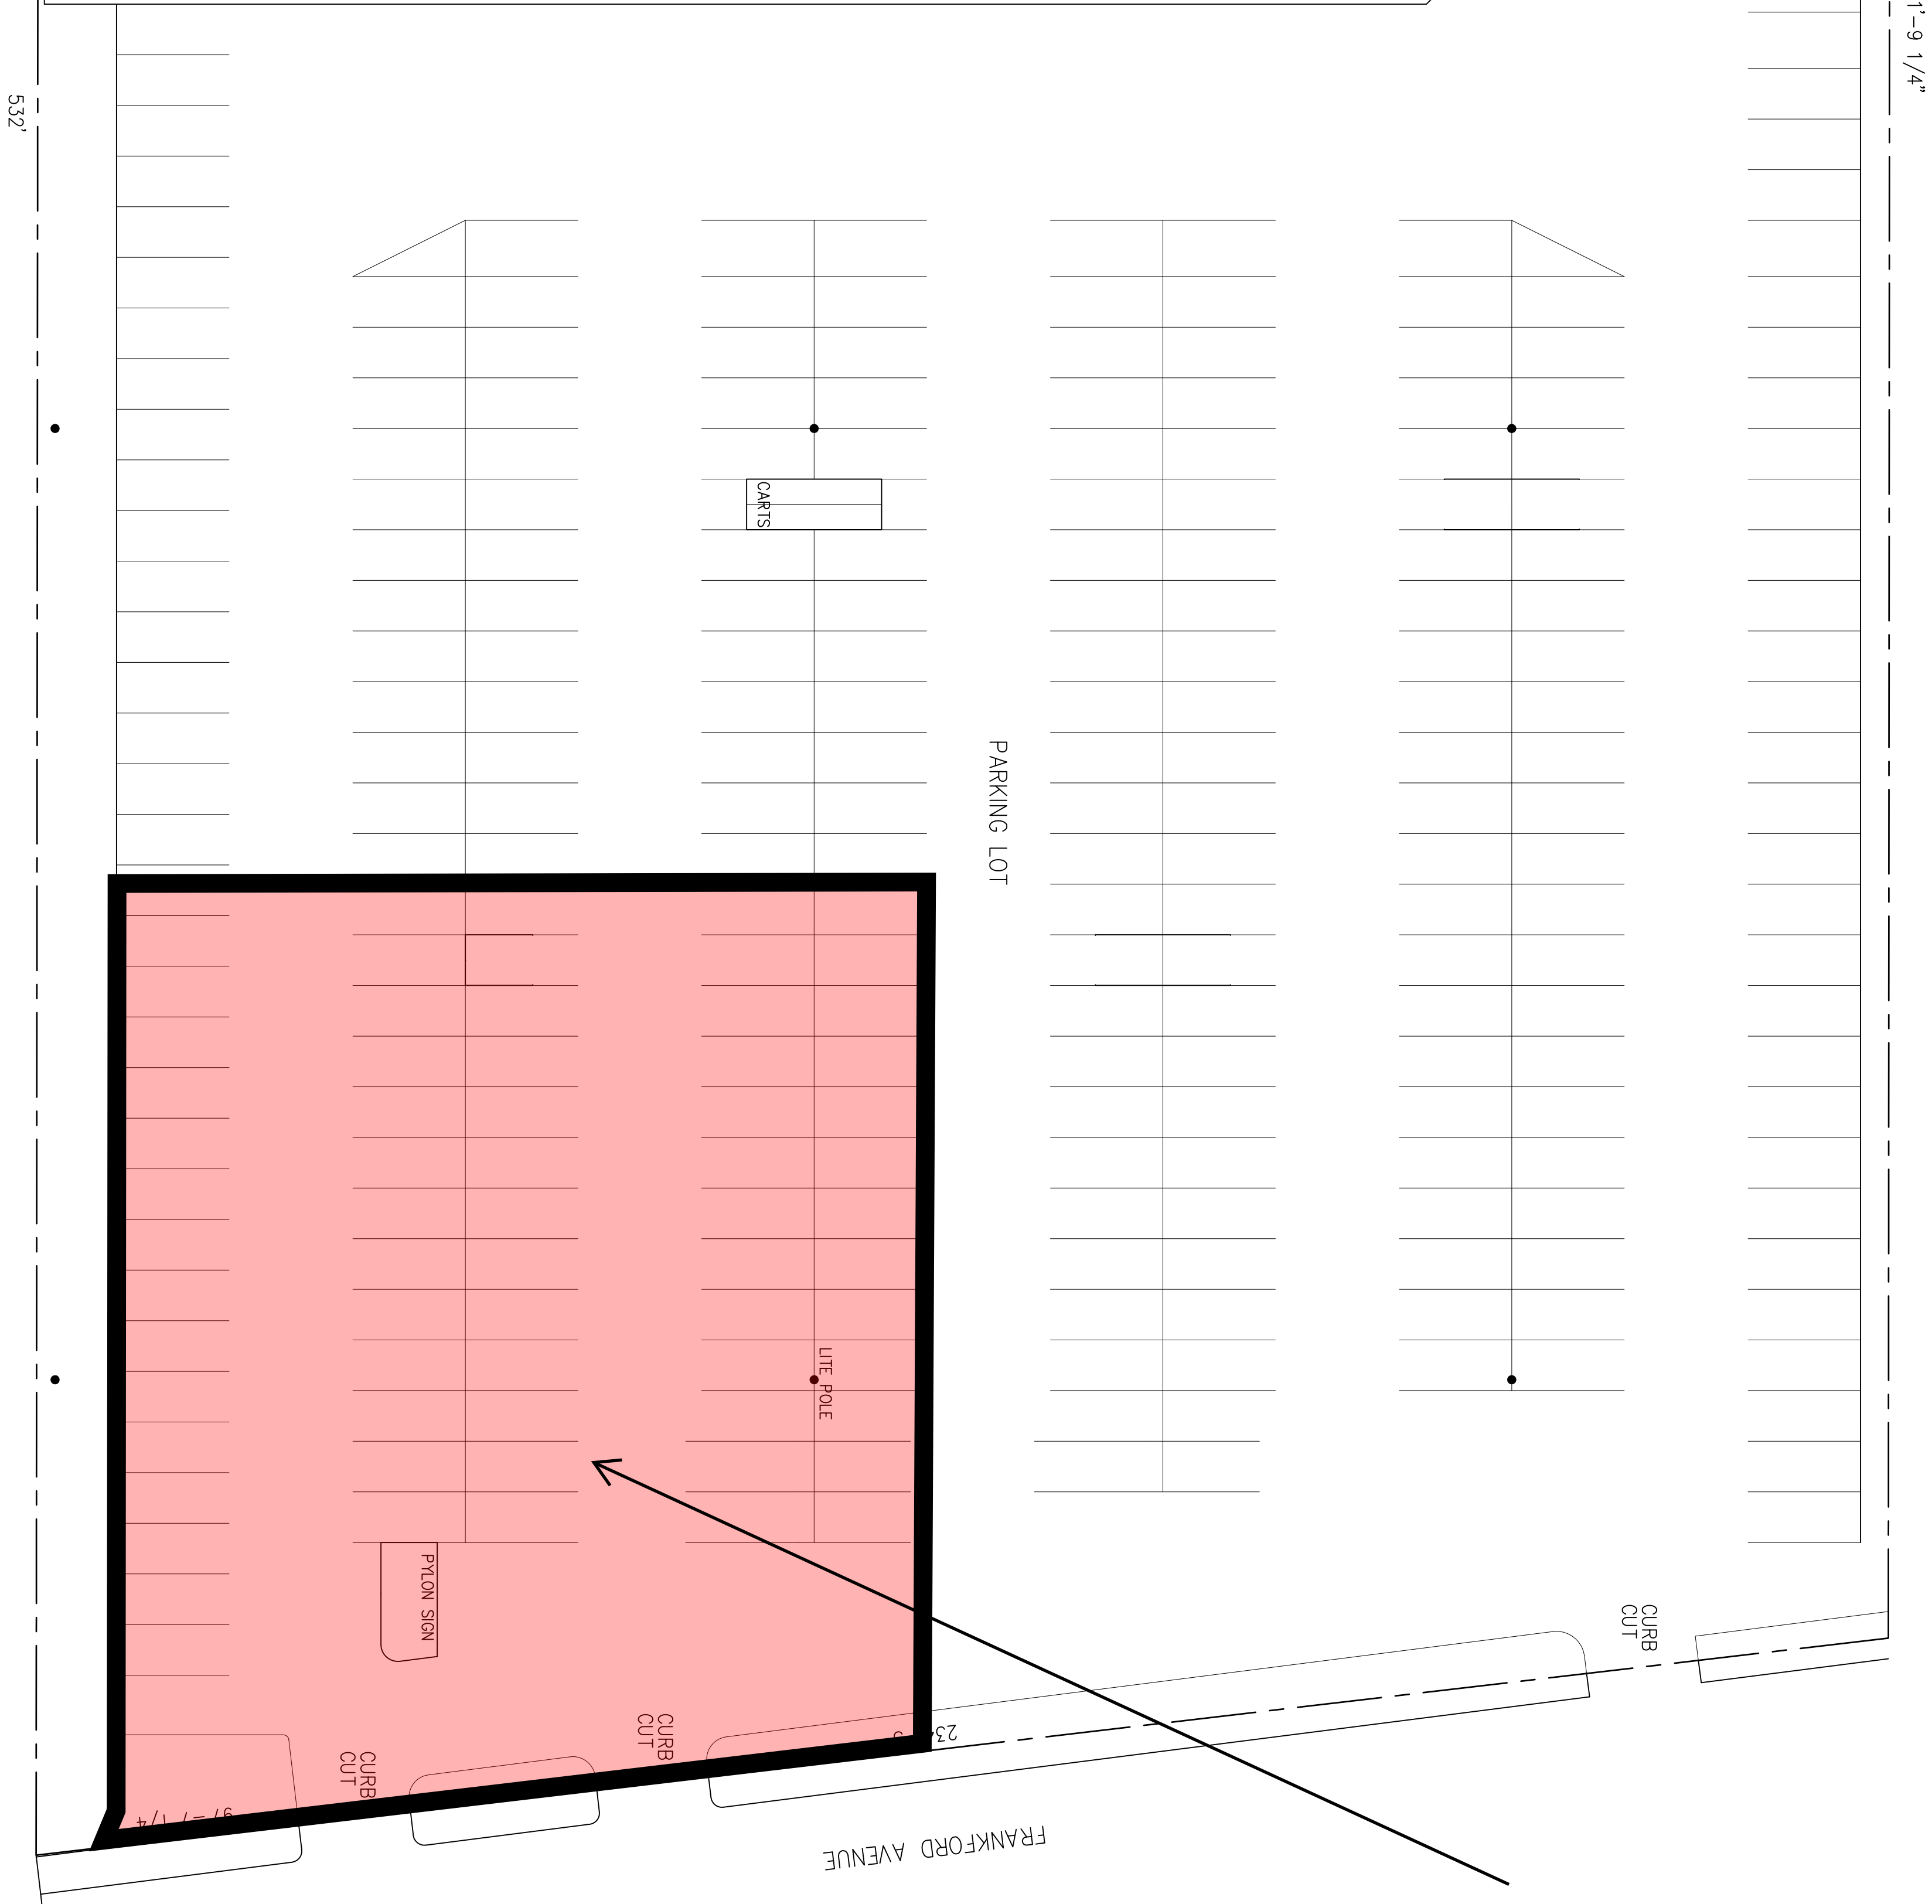 1'-9 1/4"
532'
CARTS
PARKING LOT
LITE POLE
PYLON SIGN
CURB
CUT
CURB
CUT
CURB
CUT
FRANKFORD AVENUE